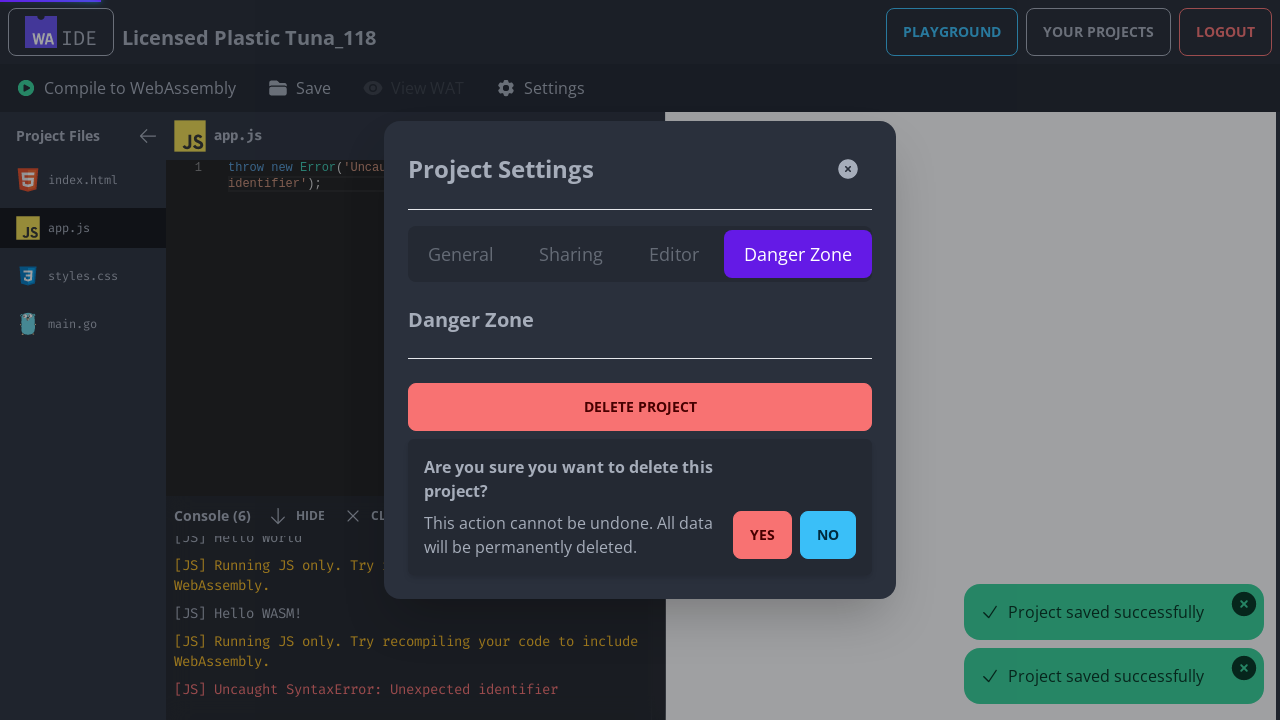 WA IDE
Licensed Plastic Tuna_118
PLAYGROUND
YOUR PROJECTS
LOGOUT
Compile to WebAssembly
Save
View WAT
Settings
Project Files
index.html
app.js
styles.css
main.go
JS app.js
1 throw new Error('Uncau
identifier');
Project Settings
General
Sharing
Editor
Danger Zone
Danger Zone
DELETE PROJECT
Are you sure you want to delete this
project?
This action cannot be undone. All data
will be permanently deleted.
YES
NO
Console (6)
HIDE
CL
[JS] Hello World
[JS] Running JS only. Try
WebAssembly.
[JS] Hello WASM!
[JS] Running JS only. Try recompiling your code to include
WebAssembly.
[JS] Uncaught SyntaxError: Unexpected identifier
Project saved successfully
Project saved successfully